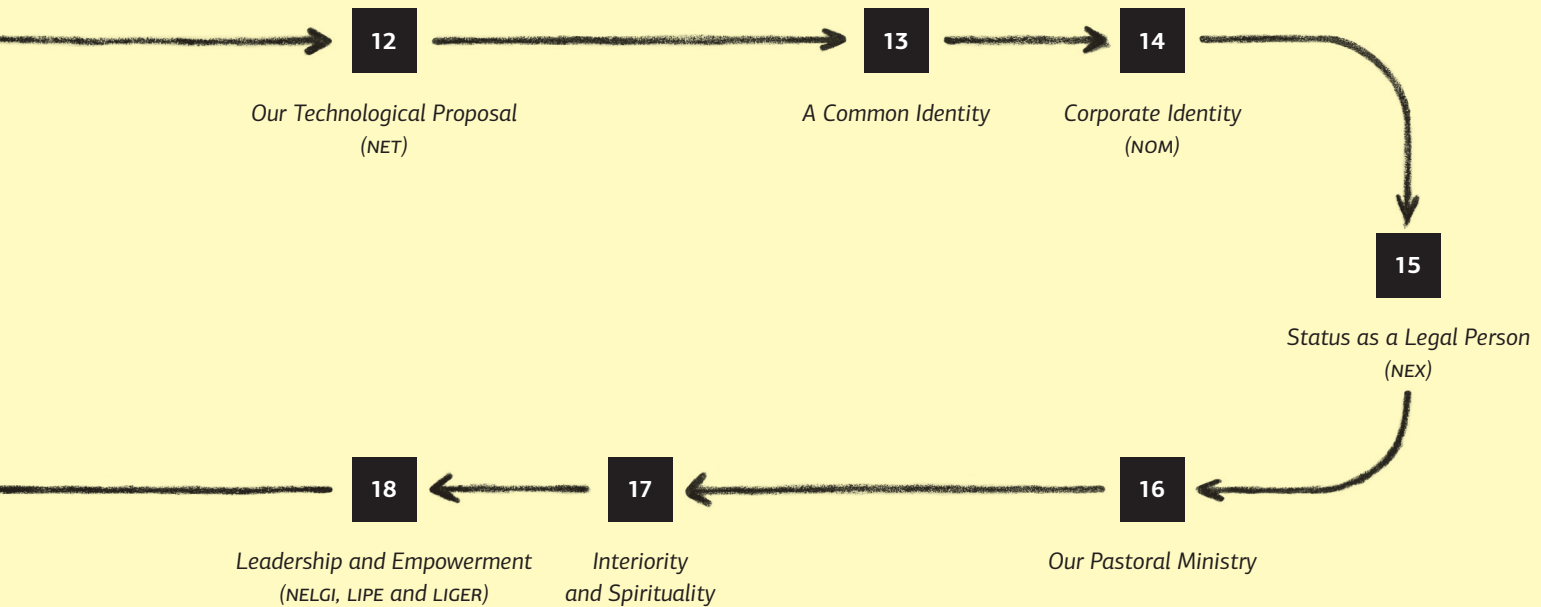 12
Our Technological Proposal
(NET)
13
A Common Identity
14
Corporate Identity
(NOM)
15
Status as a Legal Person
(NEX)
16
Our Pastoral Ministry
17
Interiority
and Spirituality
18
Leadership and Empowerment
(NELGI, LIPE and LIGER)